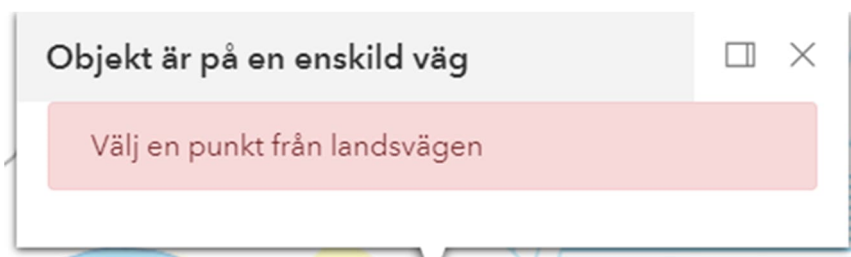 Objekt är på en enskild väg
Välj en punkt från landsvägen